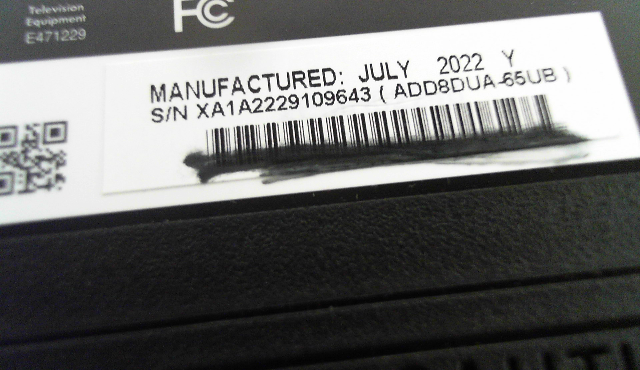 Television
Equipment
E471229
FC
MANUFACTURED: JULY 2022 Y
S/N XA1A2229109643 ( ADD8DUA-65UB )